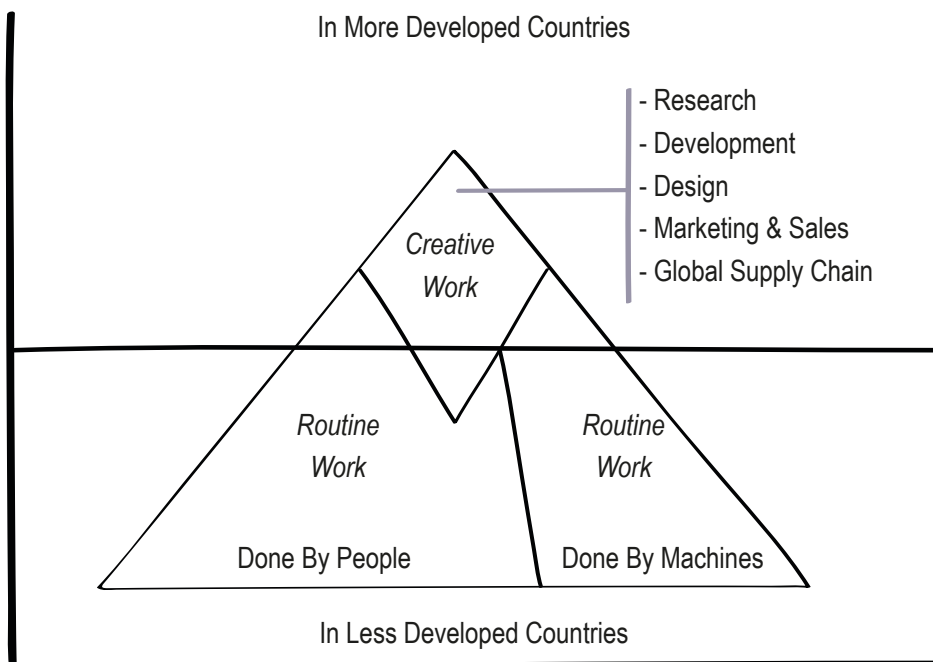 In More Developed Countries
- Research
- Development
- Design
- Marketing & Sales
- Global Supply Chain
Creative
Work
Routine
Work
Done By People
Routine
Work
Done By Machines
In Less Developed Countries